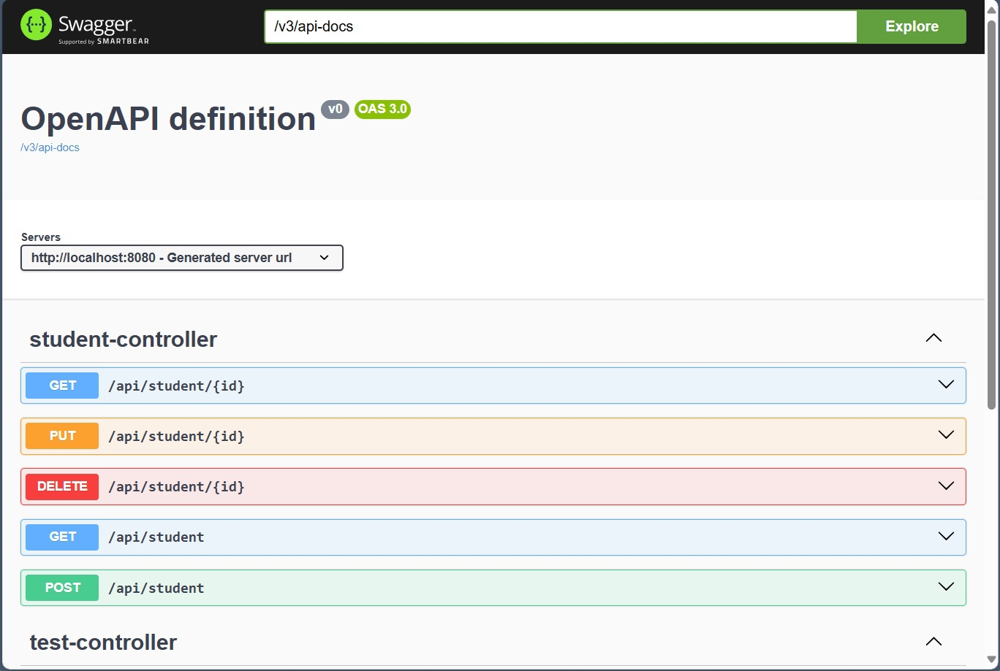 {···} Swagger™
Supported by SMARTBEAR
/v3/api-docs
Explore
OpenAPI definition v0 OAS 3.0
/v3/api-docs
Servers
http://localhost:8080 - Generated server url
student-controller
GET /api/student/{id}
PUT /api/student/{id}
DELETE /api/student/{id}
GET /api/student
POST /api/student
test-controller